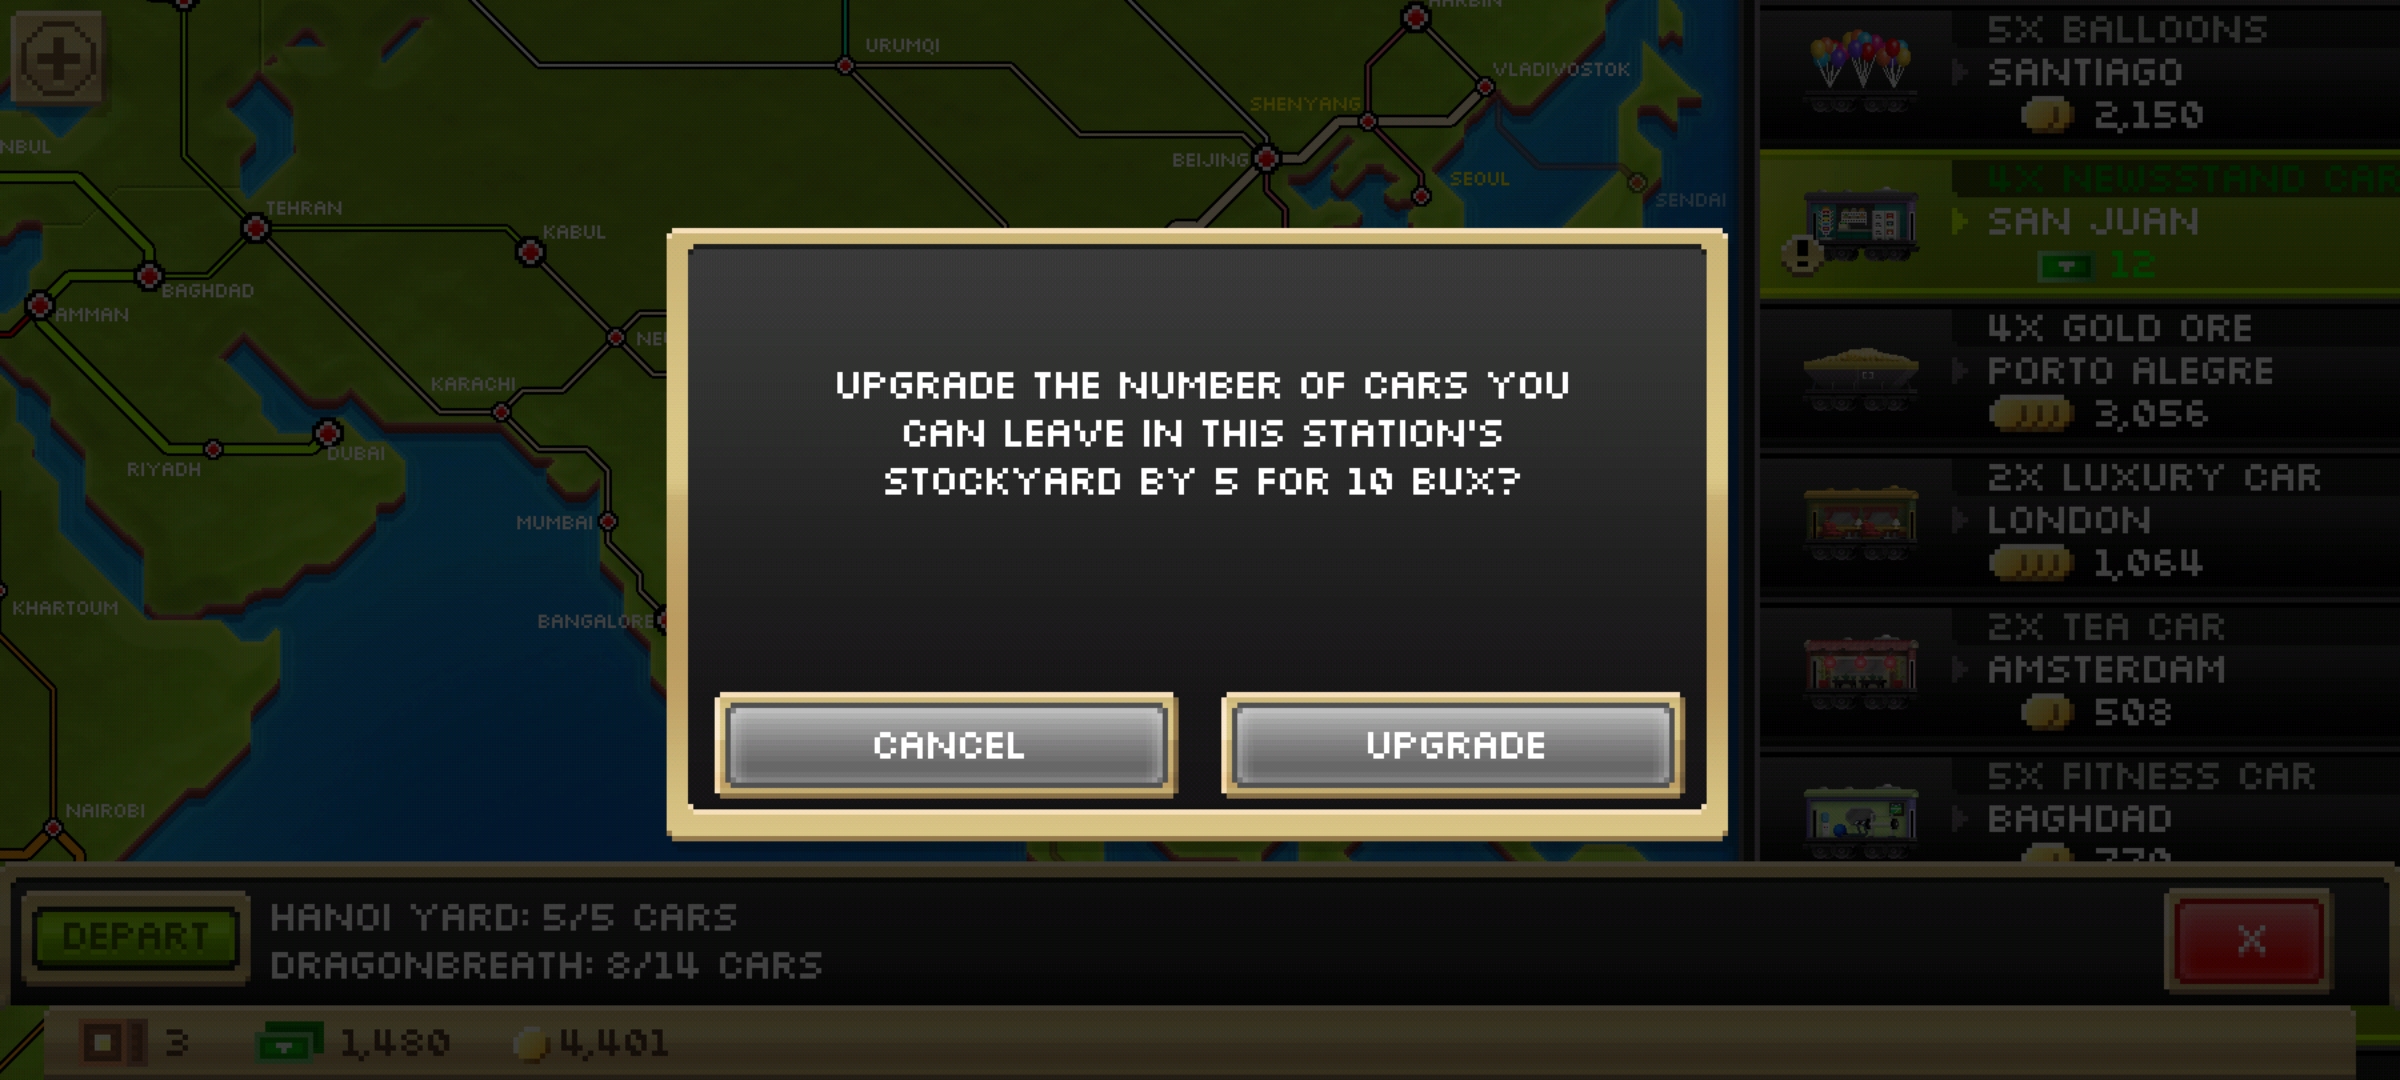 URUMQI
HARBIN
VLADIVOSTOK
SHENYANG
BEIJING
SEOUL
SENDAI
NBUL
TEHRAN
KABUL
BAGHDAD
AMMAN
NE
KARACHI
RIYADH
DUBAI
MUMBAI
KHARTOUM
BANGALORE
NAIROBI
UPGRADE THE NUMBER OF CARS YOU
CAN LEAVE IN THIS STATION'S
STOCKYARD BY 5 FOR 10 BUX?
CANCEL
UPGRADE
5X BALLOONS
SANTIAGO
2,150
4X NEWSSTAND CAR
SAN JUAN
12
4X GOLD ORE
PORTO ALEGRE
3,056
2X LUXURY CAR
LONDON
1,064
2X TEA CAR
AMSTERDAM
508
5X FITNESS CAR
BAGHDAD
DEPART
HANOI YARD: 5/5 CARS
DRAGONBREATH: 8/14 CARS
X
3
1,480
4,401